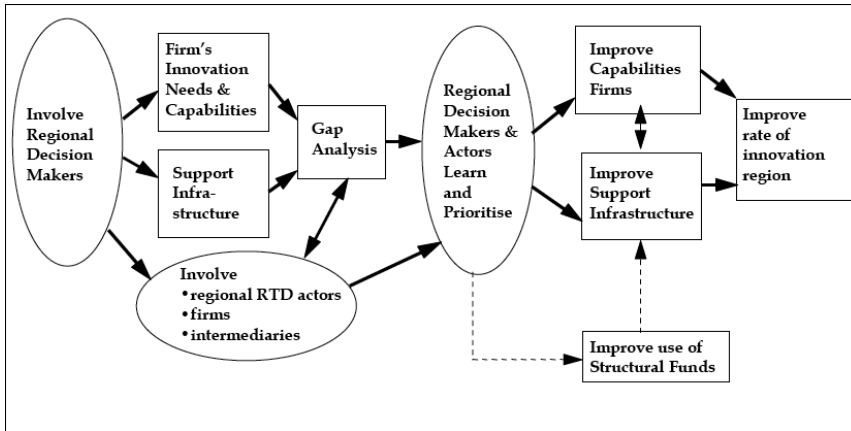 Involve
Regional
Decision
Makers
Firm's
Innovation
Needs &
Capabilities
Support
Infra-
structure
Gap
Analysis
Involve
•regional RTD actors
•firms
•intermediaries
Regional
Decision
Makers &
Actors
Learn
and
Prioritise
Improve
Capabilities
Firms
Improve
Support
Infrastructure
Improve use of
Structural Funds
Improve
rate of
innovation
region